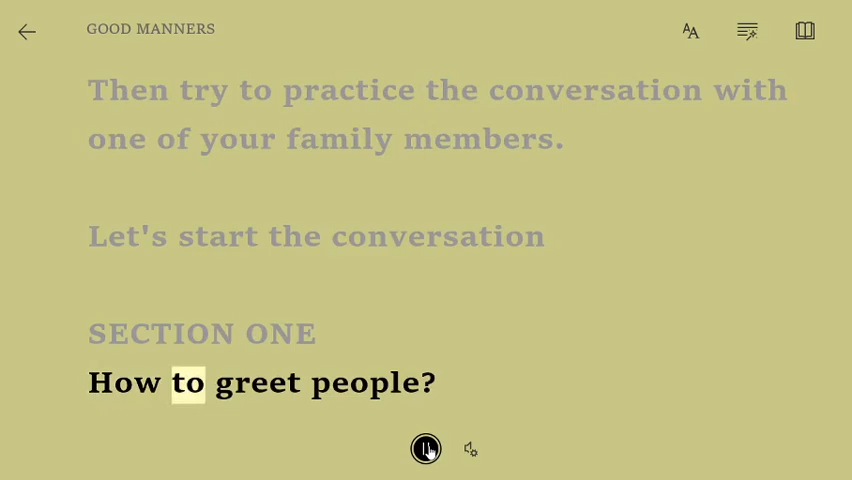 GOOD MANNERS
Then try to practice the conversation with
one of your family members.
Let's start the conversation
SECTION ONE
How to greet people?